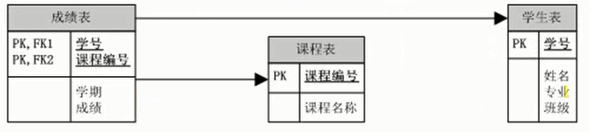 成绩表
PK,FK1 学号
PK,FK2 课程编号
学期
成绩
课程表
PK 课程编号
课程名称
学生表
PK 学号
姓名
专业
班级